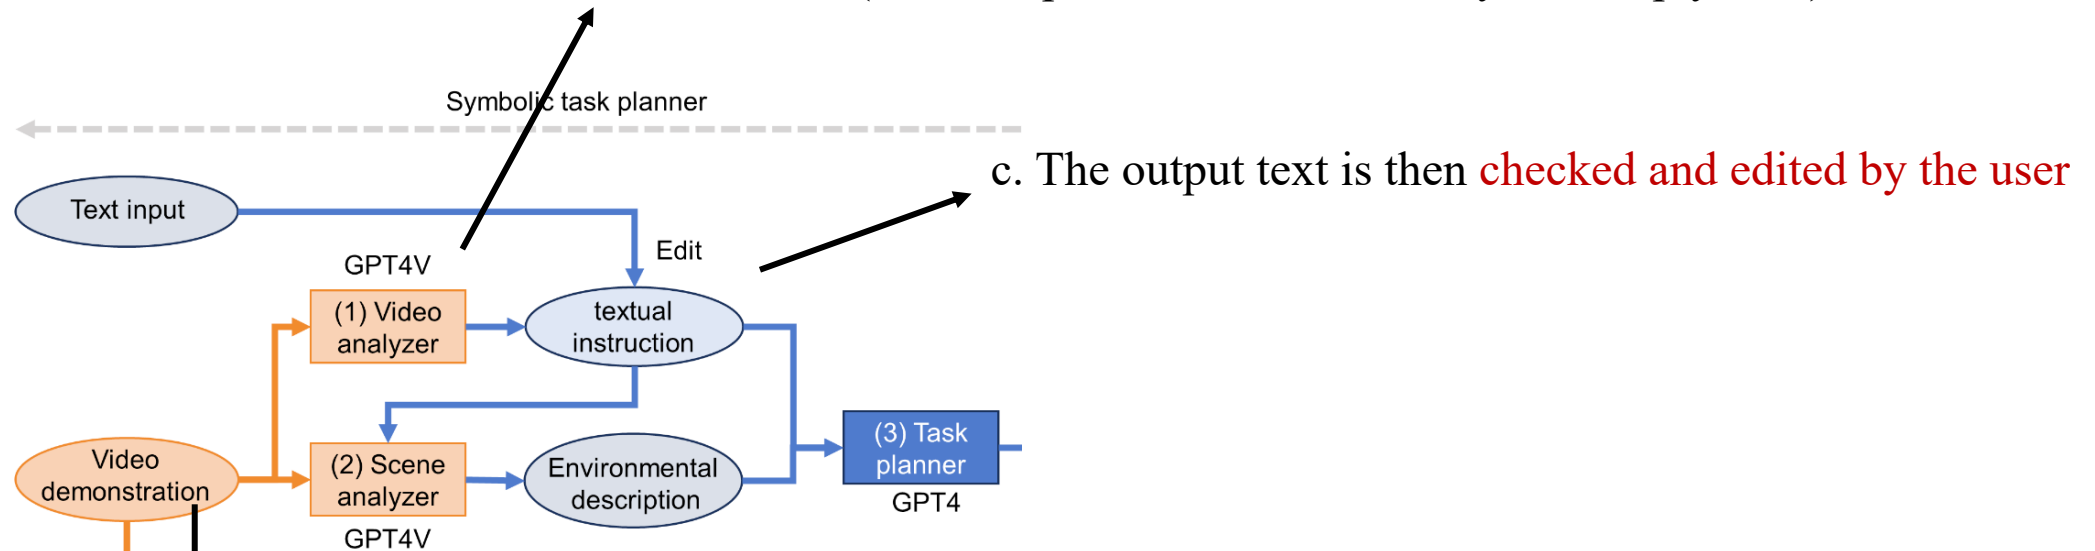 Symbolic task planner
c. The output text is then checked and edited by the user
Text input
Edit
GPT4V
(1) Video
analyzer
textual
instruction
Video
demonstration
(2) Scene
analyzer
GPT4V
Environmental
description
(3) Task
planner
GPT4